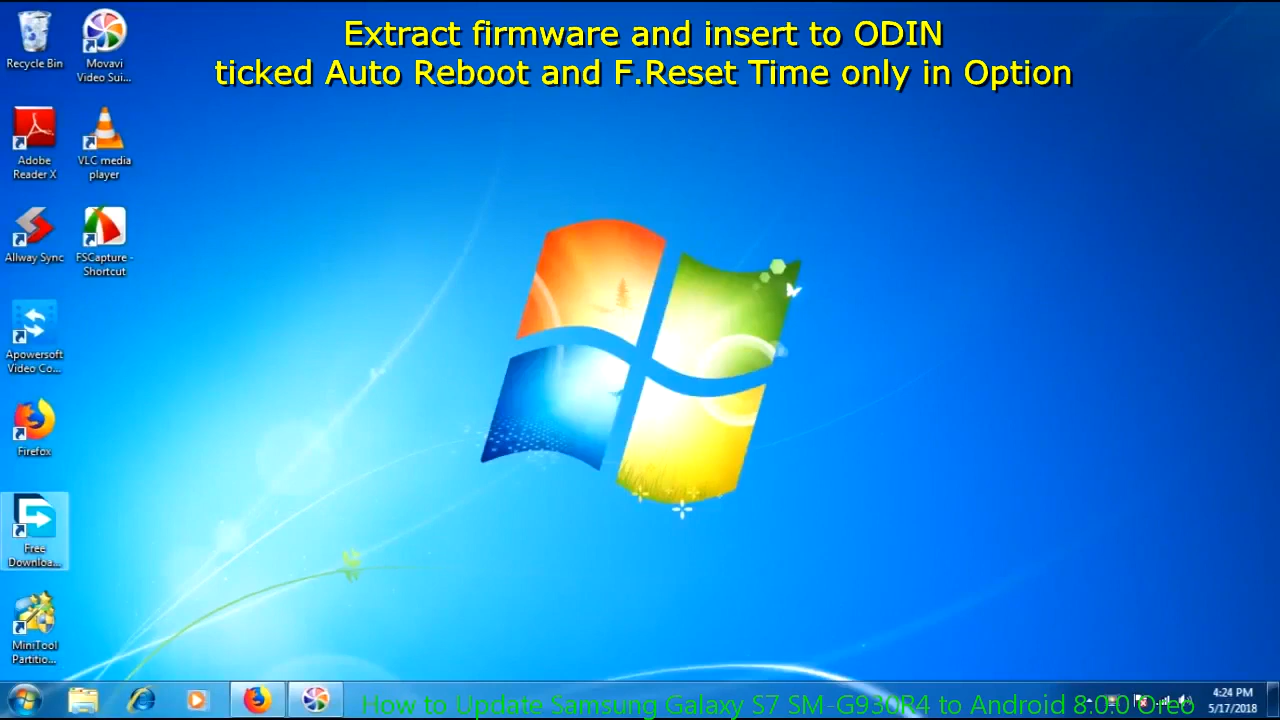 Extract firmware and insert to ODIN
ticked Auto Reboot and F.Reset Time only in Option
Recycle Bin
Movavi
Video Sui...
Adobe
Reader X
VLC media
player
Allway Sync
FSCapture -
Shortcut
Apowersoft
Video Co...
Firefox
Free
Downloa...
MiniTool
Partitio...
How to Update Samsung Galaxy S7 SM-G930R4 to Android 8.0.0 Oreo
4:24 PM
5/17/2018